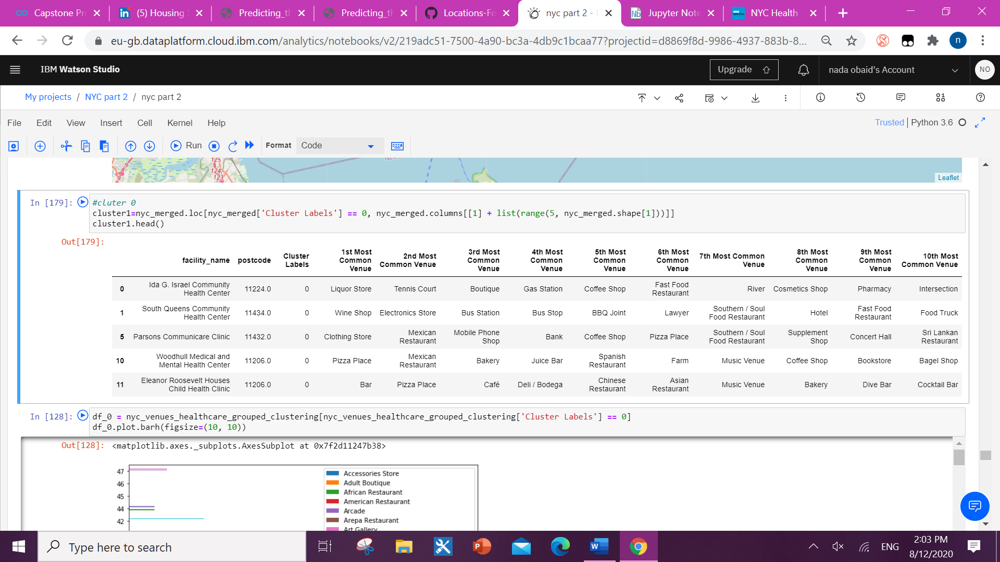 Capstone Pr
(5) Housing
Predicting_th
Predicting_th
Locations-Fo
nyc part 2 -
Jupyter Note
NYC Health
eu-gb.dataplatform.cloud.ibm.com/analytics/notebooks/v2/219adc51-7500-4a90-bc3a-4db9c1bcaa77?projectid=d8869f8d-9986-4937-883b-8...
n
IBM Watson Studio
Upgrade
nada obaid's Account
NO
My projects / NYC part 2 / nyc part 2
File Edit View Insert Cell Kernel Help
Trusted | Python 3.6
Run
Format
Code
125
124
123
9
9
Leaflet
In [179]:
#cluter 0
cluster1=nyc_merged.loc[nyc_merged['Cluster Labels'] == 0, nyc_merged.columns[[1] + list(range(5, nyc_merged.shape[1]))]]
cluster1.head()
Out[179]:
facility_name postcode Cluster Labels 1st Most Common Venue 2nd Most Common Venue 3rd Most Common Venue 4th Most Common Venue 5th Most Common Venue 6th Most Common Venue 7th Most Common Venue 8th Most Common Venue 9th Most Common Venue 10th Most Common Venue
0 Ida G. Israel Community Health Center 11224.0 0 Liquor Store Tennis Court Boutique Gas Station Coffee Shop Fast Food Restaurant River Cosmetics Shop Pharmacy Intersection
1 South Queens Community Health Center 11434.0 0 Wine Shop Electronics Store Bus Station Bus Stop BBQ Joint Lawyer Southern / Soul Food Restaurant Hotel Fast Food Restaurant Food Truck
5 Parsons Communicare Clinic 11432.0 0 Clothing Store Mexican Restaurant Mobile Phone Shop Bank Coffee Shop Pizza Place Southern / Soul Food Restaurant Supplement Shop Concert Hall Sri Lankan Restaurant
10 Woodhull Medical and Mental Health Center 11206.0 0 Pizza Place Mexican Restaurant Bakery Juice Bar Spanish Restaurant Farm Music Venue Coffee Shop Bookstore Bagel Shop
11 Eleanor Roosevelt Houses Child Health Clinic 11206.0 0 Bar Pizza Place Café Deli / Bodega Chinese Restaurant Asian Restaurant Music Venue Bakery Dive Bar Cocktail Bar
In [128]:
df_0 = nyc_venues_healthcare_grouped_clustering[nyc_venues_healthcare_grouped_clustering['Cluster Labels'] == 0]
df_0.plot.barh(figsize=(10, 10))
Out[128]:
<matplotlib.axes._subplots.AxesSubplot at 0x7f2d11247b38>
47
46
45
44
42
Accessories Store
Adult Boutique
African Restaurant
American Restaurant
Arcade
Arepa Restaurant
Art Gallery
Type here to search
ENG
2:03 PM
8/12/2020